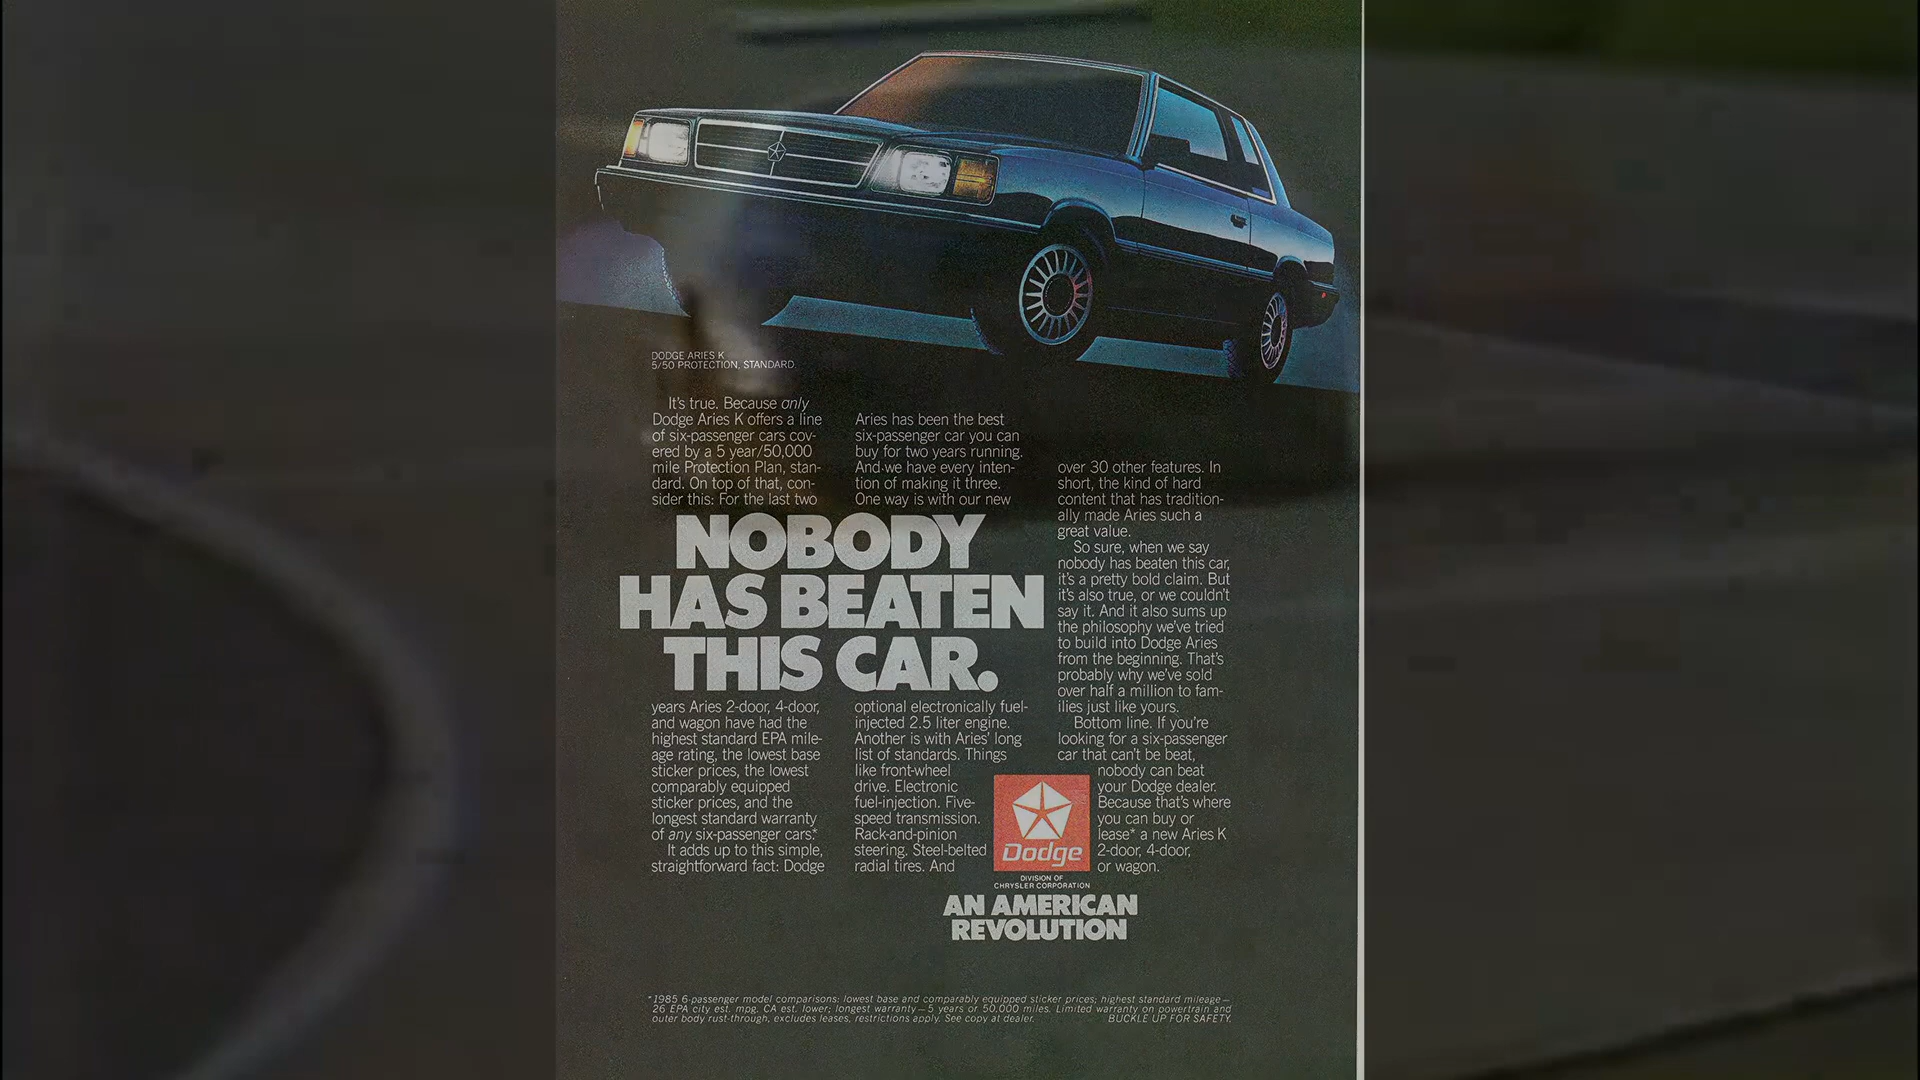 DODGE ARIES K
5/50 PROTECTION, STANDARD.
It's true. Because only
Dodge Aries K offers a line
of six-passenger cars cov-
ered by a 5 year/50,000
mile Protection Plan, stan-
dard. On top of that, con-
sider this: For the last two
NOBODY
HAS BEATEN
THIS CAR.
years Aries 2-door, 4-door,
and wagon have had the
highest standard EPA mile-
age rating, the lowest base
sticker prices, the lowest
comparably equipped
sticker prices, and the
longest standard warranty
of any six-passenger cars.*
It adds up to this simple,
straightforward fact: Dodge
Aries has been the best
six-passenger car you can
buy for two years running.
And we have every inten-
tion of making it three.
One way is with our new
optional electronically fuel-
injected 2.5 liter engine.
Another is with Aries' long
list of standards. Things
like front-wheel
drive. Electronic
fuel-injection. Five-
speed transmission.
Rack-and-pinion
steering. Steel-belted
radial tires. And
over 30 other features. In
short, the kind of hard
content that has tradition-
ally made Aries such a
great value.
So sure, when we say
nobody has beaten this car,
it's a pretty bold claim. But
it's also true, or we couldn't
say it. And it also sums up
the philosophy we've tried
to build into Dodge Aries
from the beginning. That's
probably why we've sold
over half a million to fam-
ilies just like yours.
Bottom line. If you're
looking for a six-passenger
car that can't be beat,
nobody can beat
your Dodge dealer.
Because that's where
you can buy or
lease* a new Aries K
2-door, 4-door,
or wagon.
Dodge
DIVISION OF
CHRYSLER CORPORATION
AN AMERICAN
REVOLUTION
*1985 6-passenger model comparisons: lowest base and comparably equipped sticker prices; highest standard mileage—
26 EPA city est. mpg. CA est. lower; longest warranty—5 years or 50,000 miles. Limited warranty on powertrain and
outer body rust-through, excludes leases, restrictions apply. See copy at dealer. BUCKLE UP FOR SAFETY.